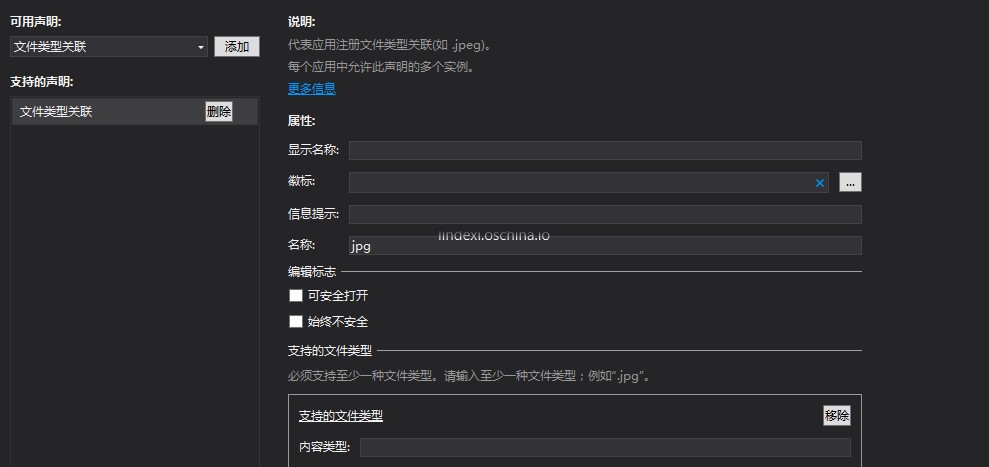 可用声明:
文件类型关联
添加
支持的声明:
文件类型关联
删除
说明:
代表应用注册文件类型关联(如 .jpeg)。
每个应用中允许此声明的多个实例。
更多信息
属性:
显示名称:
徽标:
...
信息提示:
lindexi.oschina.io
名称:
jpg
编辑标志
可安全打开
始终不安全
支持的文件类型
必须支持至少一种文件类型。请输入至少一种文件类型；例如“.jpg”。
支持的文件类型
移除
内容类型: